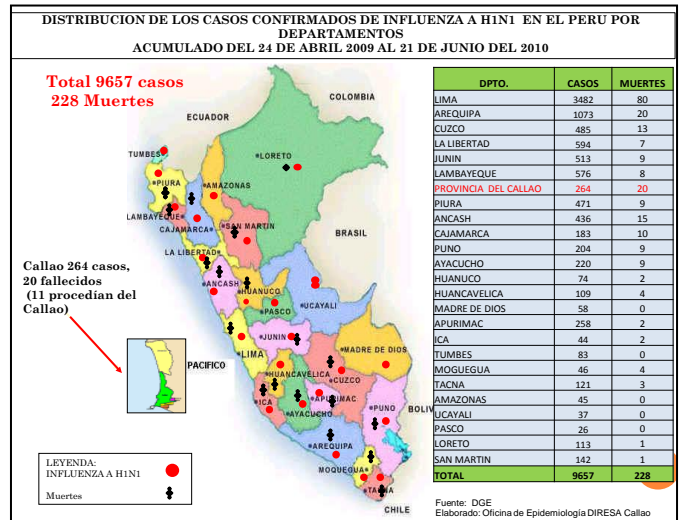 DISTRIBUCION DE LOS CASOS CONFIRMADOS DE INFLUENZA A H1N1 EN EL PERU POR
DEPARTAMENTOS
ACUMULADO DEL 24 DE ABRIL 2009 AL 21 DE JUNIO DEL 2010
Total 9657 casos
228 Muertes
COLOMBIA
ECUADOR
TUMBES
LORETO
PIURA
AMAZONAS
LAMBAYEQUE
CAJAMARCA
SAN MARTIN
BRASIL
LA LIBERTAD
ANCASH
HUANUCO
UCAYALI
PASCO
JUNIN
LIMA
MADRE DE DIOS
PACIFICO
HUANCAVELICA
CUZCO
ICA
APURIMAC
AYACUCHO
PUNO
BOLIV
AREQUIPA
MOQUEGUA
TACNA
CHILE
Callao 264 casos,
20 fallecidos
(11 procedían del
Callao)
LEYENDA:
INFLUENZA A H1N1
Muertes
DPTO. CASOS MUERTES
LIMA 3482 80
AREQUIPA 1073 20
CUZCO 485 13
LA LIBERTAD 594 7
JUNIN 513 9
LAMBAYEQUE 576 8
PROVINCIA DEL CALLAO 264 20
PIURA 471 9
ANCASH 436 15
CAJAMARCA 183 10
PUNO 204 9
AYACUCHO 220 9
HUANUCO 74 2
HUANCAVELICA 109 4
MADRE DE DIOS 58 0
APURIMAC 258 2
ICA 44 2
TUMBES 83 0
MOGUEGUA 46 4
TACNA 121 3
AMAZONAS 45 0
UCAYALI 37 0
PASCO 26 0
LORETO 113 1
SAN MARTIN 142 1
TOTAL 9657 228
Fuente: DGE
Elaborado: Oficina de Epidemiología DIRESA Callao